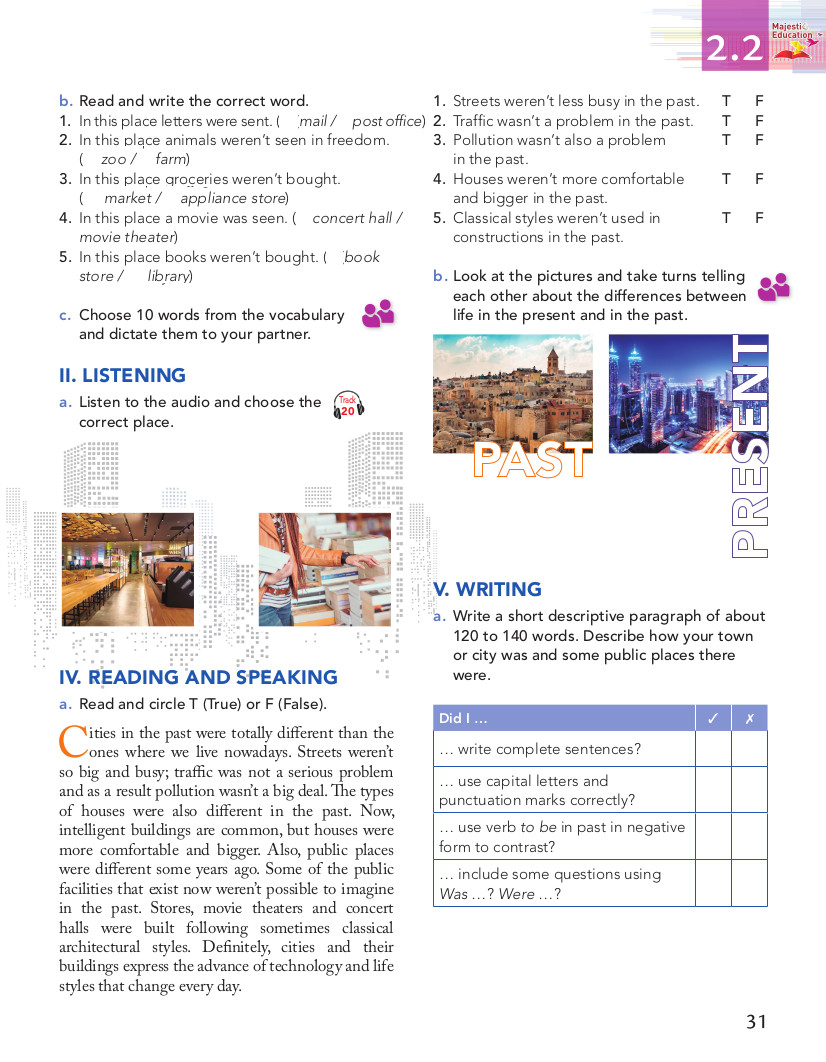 2.2
Majesti
Education
b. Read and write the correct word.
1. In this place letters were sent. ( mail / post office)
2. In this place animals weren't seen in freedom.
( zoo / farm)
3. In this place groceries weren't bought.
( market / appliance store)
4. In this place a movie was seen. ( concert hall /
movie theater)
5. In this place books weren't bought. ( book
store / library)
c. Choose 10 words from the vocabulary
and dictate them to your partner.
II. LISTENING
a. Listen to the audio and choose the
correct place.
Track
20
IV. READING AND SPEAKING
a. Read and circle T (True) or F (False).
Cities in the past were totally different than the
ones where we live nowadays. Streets weren't
so big and busy; traffic was not a serious problem
and as a result pollution wasn't a big deal. The types
of houses were also different in the past. Now,
intelligent buildings are common, but houses were
more comfortable and bigger. Also, public places
were different some years ago. Some of the public
facilities that exist now weren't possible to imagine
in the past. Stores, movie theaters and concert
halls were built following sometimes classical
architectural styles. Definitely, cities and their
buildings express the advance of technology and life
styles that change every day.
1. Streets weren't less busy in the past. T F
2. Traffic wasn't a problem in the past. T F
3. Pollution wasn't also a problem T F
in the past.
4. Houses weren't more comfortable T F
and bigger in the past.
5. Classical styles weren't used in T F
constructions in the past.
b. Look at the pictures and take turns telling
each other about the differences between
life in the present and in the past.
PAST
PRESENT
V. WRITING
a. Write a short descriptive paragraph of about
120 to 140 words. Describe how your town
or city was and some public places there
were.
Did I ... ✓ ✗
... write complete sentences?
... use capital letters and
punctuation marks correctly?
... use verb to be in past in negative
form to contrast?
... include some questions using
Was ...? Were ...?
31